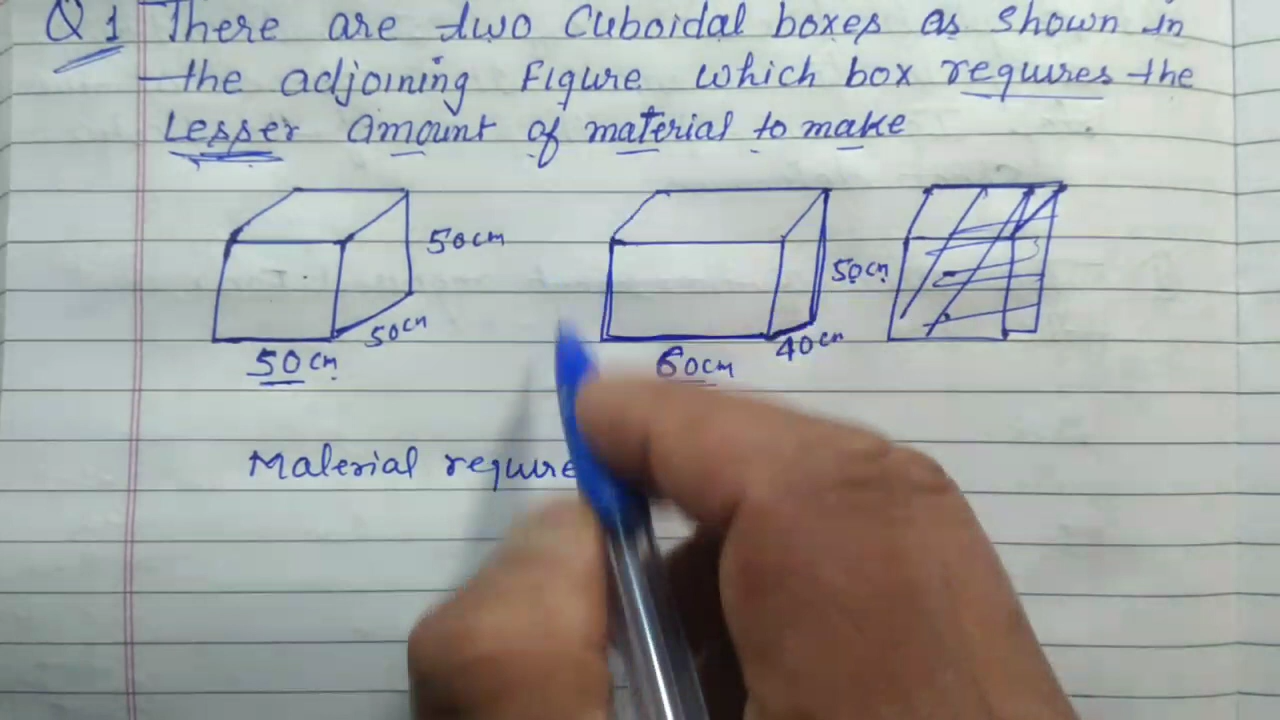 Q1 There are two Cuboidal boxes as shown in
the adjoining Figure which box requires the
Lesser amount of material to make
50cm
50cm
50cm
50cm
40cm
60cm
Material require